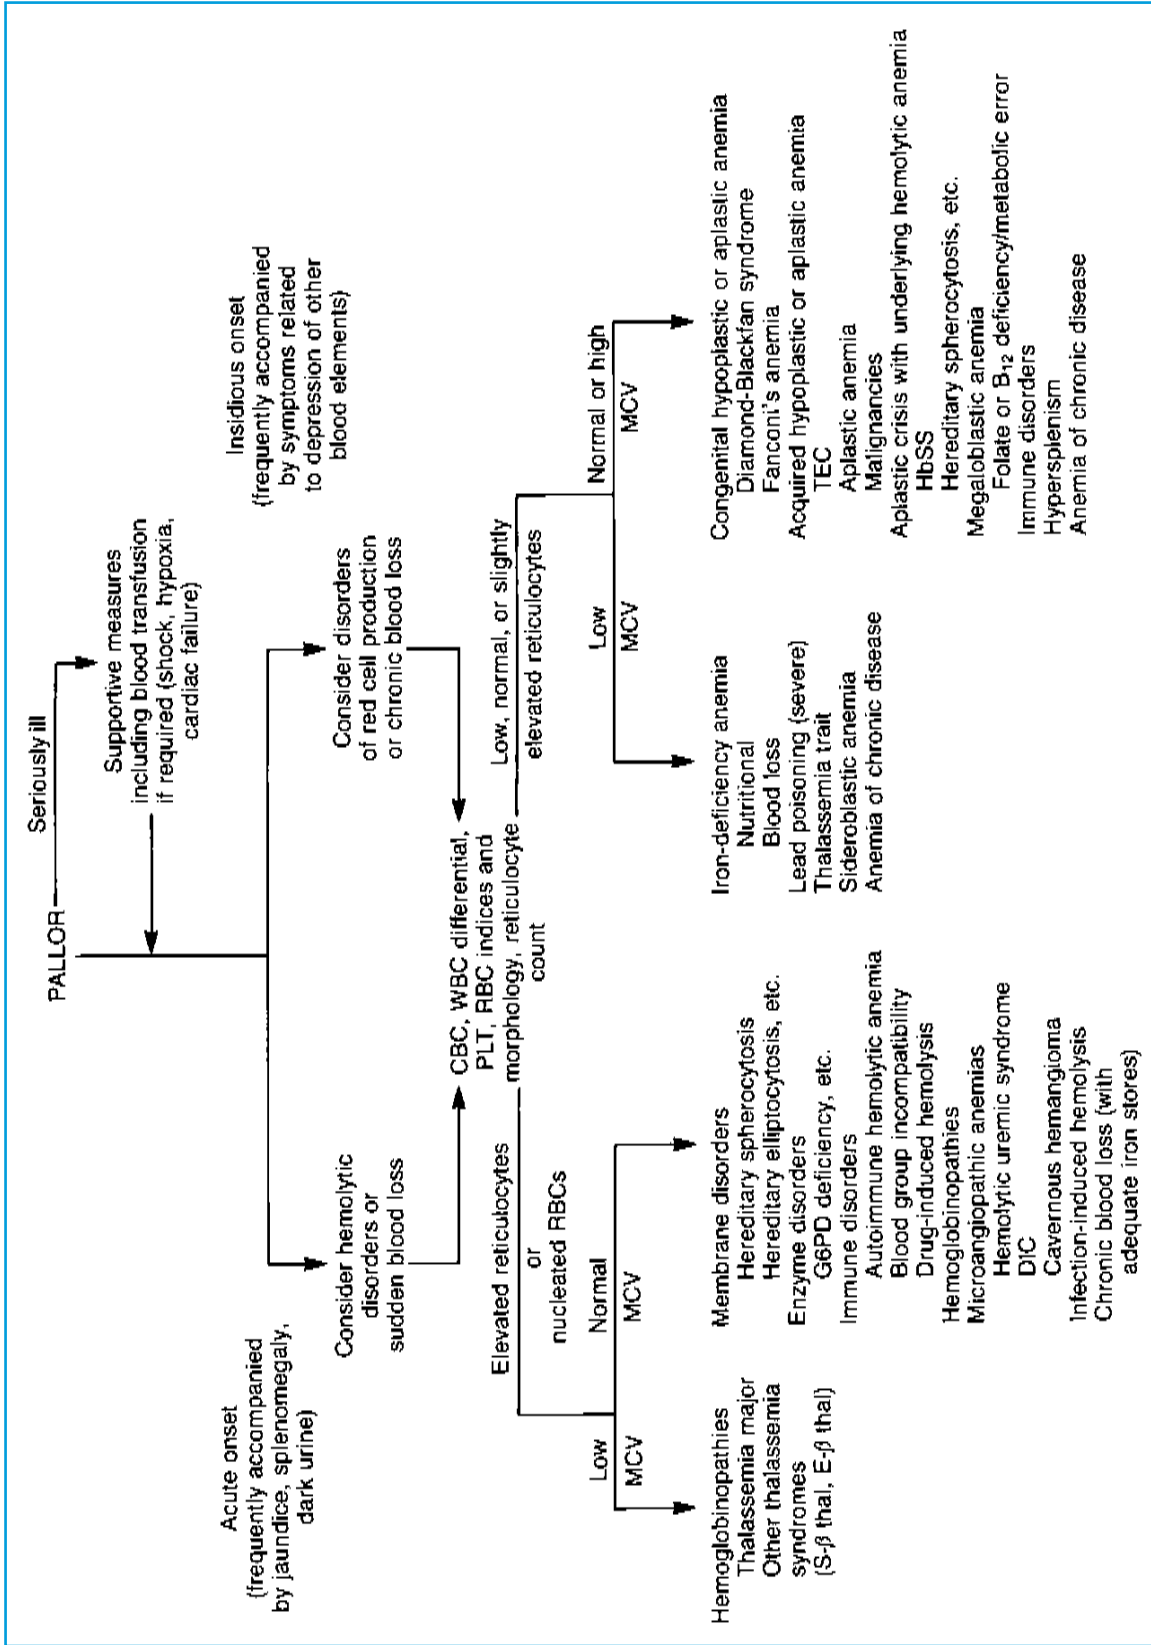 PALLOR
Seriously ill
Supportive measures
including blood transfusion
if required (shock, hypoxia,
cardiac failure)
Acute onset
(frequently accompanied
by jaundice, splenomegaly,
dark urine)
Insidious onset
(frequently accompanied
by symptoms related
to depression of other
blood elements)
Consider hemolytic
disorders or
sudden blood loss
Consider disorders
of red cell production
or chronic blood loss
CBC, WBC differential,
PLT, RBC indices and
morphology, reticulocyte
count
Elevated reticulocytes
or
nucleated RBCs
Low, normal, or slightly
elevated reticulocytes
Low
MCV
Normal
MCV
Low
MCV
Normal or high
MCV
Hemoglobinopathies
Thalassemia major
Other thalassemia
syndromes
(S-β thal, E-β thal)
Membrane disorders
Hereditary spherocytosis
Hereditary elliptocytosis, etc.
Enzyme disorders
G6PD deficiency, etc.
Immune disorders
Autoimmune hemolytic anemia
Blood group incompatibility
Drug-induced hemolysis
Hemoglobinopathies
Microangiopathic anemias
Hemolytic uremic syndrome
DIC
Cavernous hemangioma
Infection-induced hemolysis
Chronic blood loss (with
adequate iron stores)
Iron-deficiency anemia
Nutritional
Blood loss
Lead poisoning (severe)
Thalassemia trait
Sideroblastic anemia
Anemia of chronic disease
Congenital hypoplastic or aplastic anemia
Diamond-Blackfan syndrome
Fanconi's anemia
Acquired hypoplastic or aplastic anemia
TEC
Aplastic anemia
Malignancies
Aplastic crisis with underlying hemolytic anemia
HbSS
Hereditary spherocytosis, etc.
Megaloblastic anemia
Folate or B₁₂ deficiency/metabolic error
Immune disorders
Hypersplenism
Anemia of chronic disease